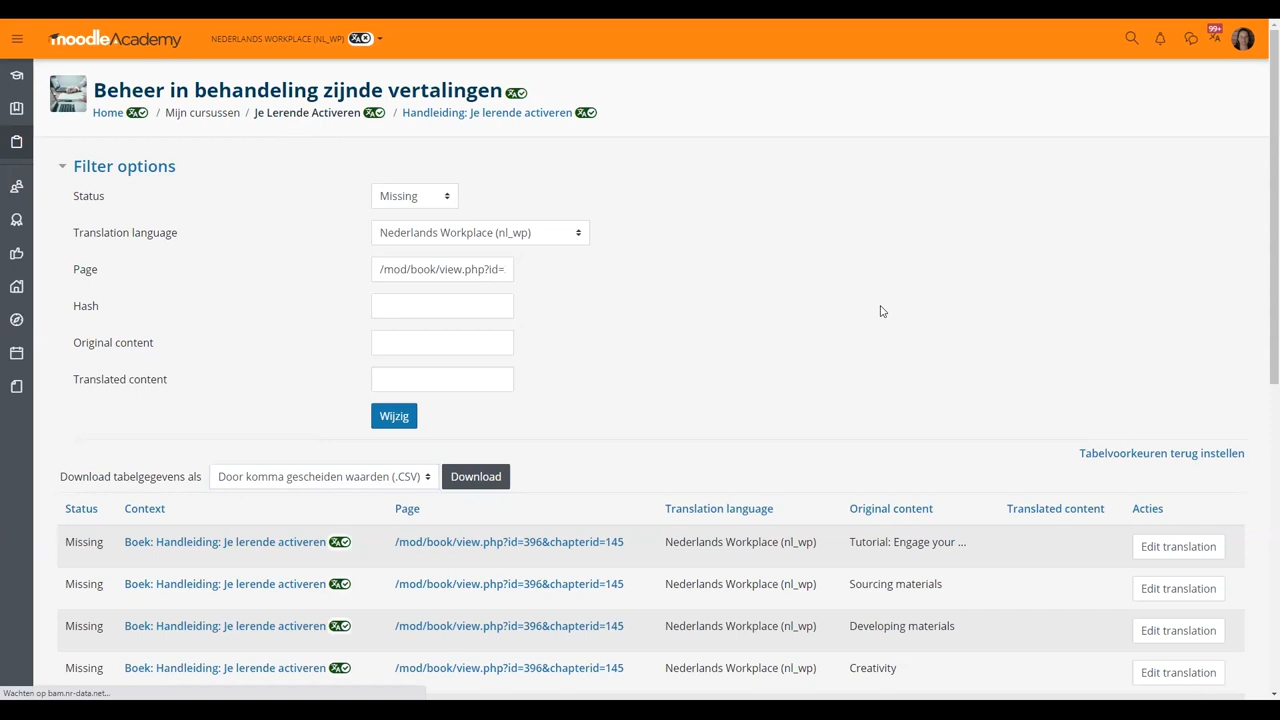 moodleAcademy
NEDERLANDS WORKPLACE (NL_WP)
99+
Beheer in behandeling zijnde vertalingen
Home / Mijn cursussen / Je Lerende Activeren / Handleiding: Je lerende activeren
Filter options
Status Missing
Translation language Nederlands Workplace (nl_wp)
Page /mod/book/view.php?id=
Hash
Original content
Translated content
Wijzig
Tabelvoorkeuren terug instellen
Download tabelgegevens als Door komma gescheiden waarden (.CSV) Download
Status Context Page Translation language Original content Translated content Acties
Missing Boek: Handleiding: Je lerende activeren /mod/book/view.php?id=396&chapterid=145 Nederlands Workplace (nl_wp) Tutorial: Engage your ... Edit translation
Missing Boek: Handleiding: Je lerende activeren /mod/book/view.php?id=396&chapterid=145 Nederlands Workplace (nl_wp) Sourcing materials Edit translation
Missing Boek: Handleiding: Je lerende activeren /mod/book/view.php?id=396&chapterid=145 Nederlands Workplace (nl_wp) Developing materials Edit translation
Missing Boek: Handleiding: Je lerende activeren /mod/book/view.php?id=396&chapterid=145 Nederlands Workplace (nl_wp) Creativity Edit translation
Wachten op bam.nr-data.net...